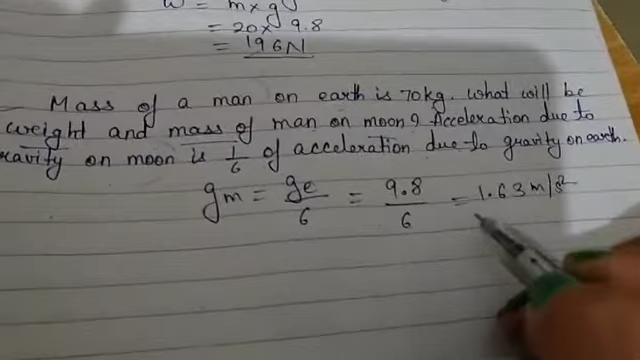 W = m x g
= 20 x 9.8
= 196N
Mass of a man on earth is 70kg. What will be
weight and mass of man on moon? Acceleration due to
ravity on moon is 1/6 of acceleration due to gravity on earth.
gm = ge/6 = 9.8/6 = 1.63 m/s²